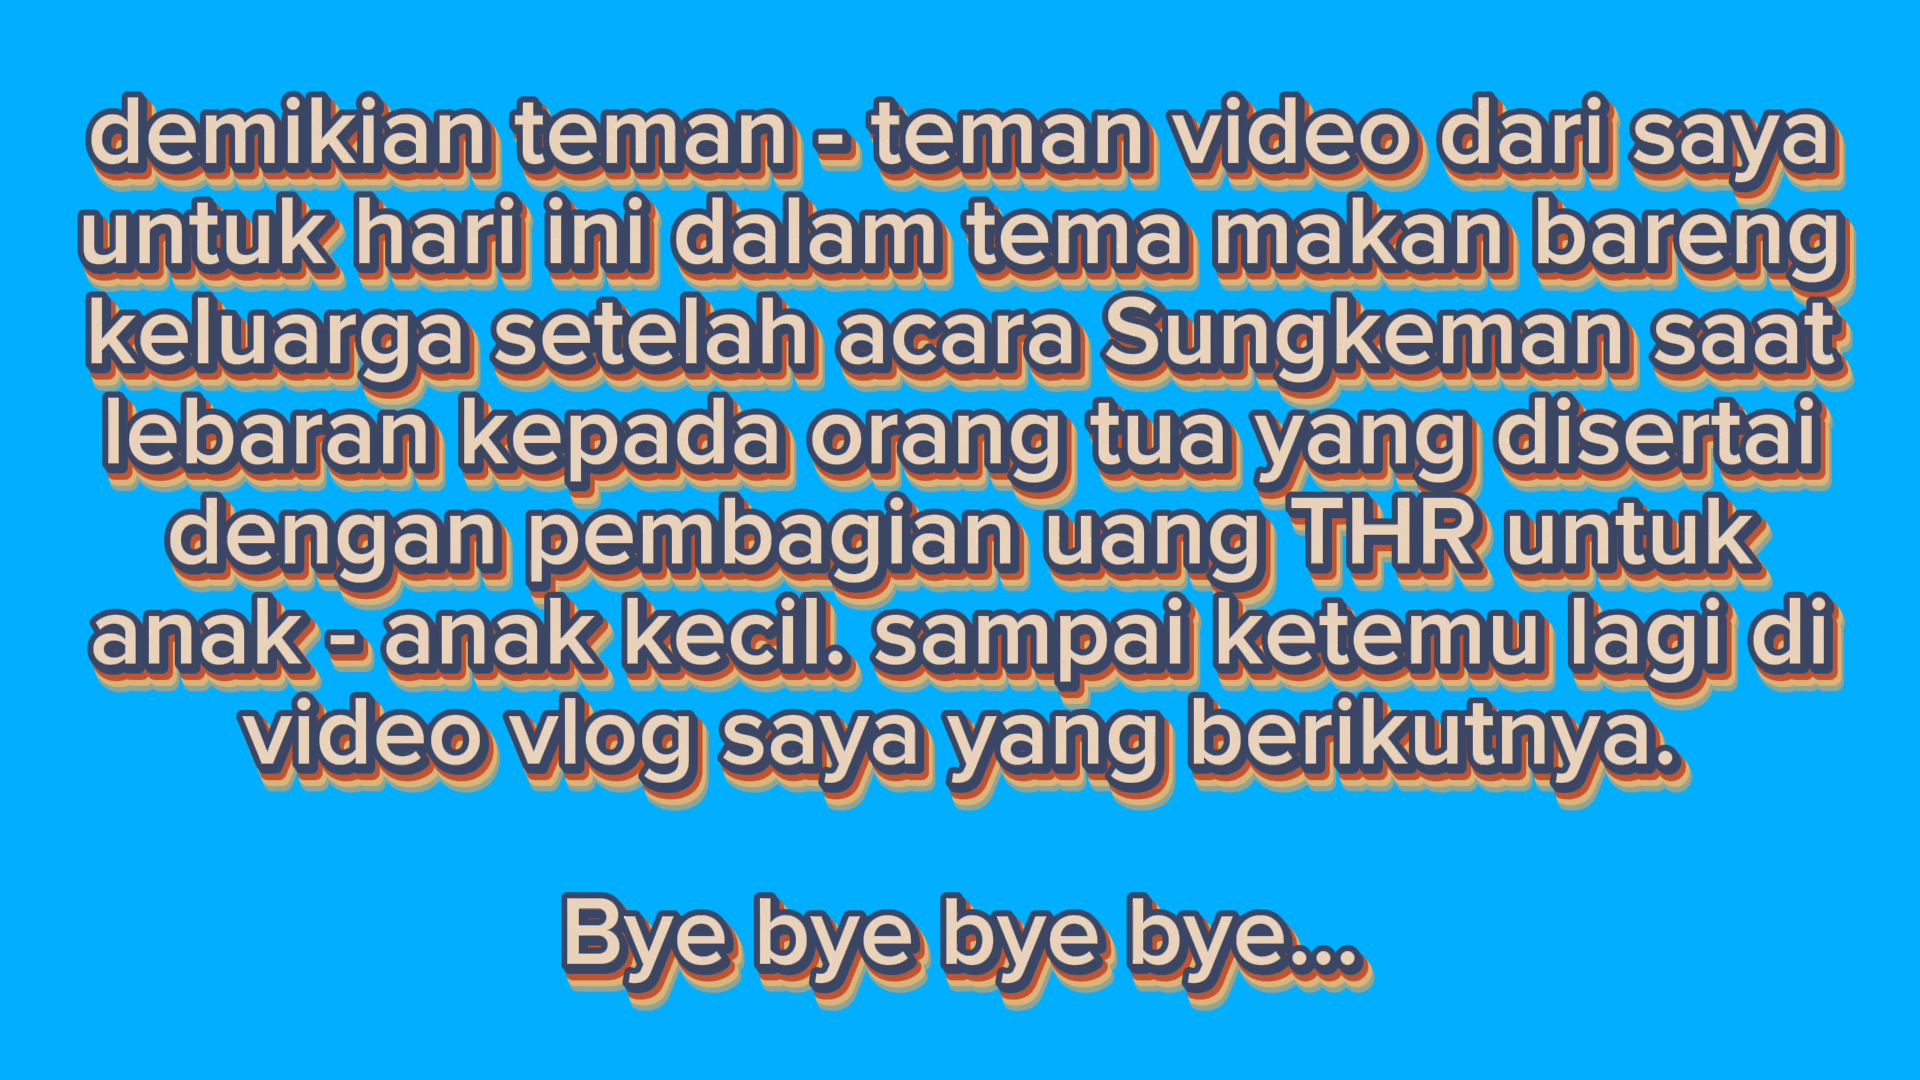 demikian teman - teman video dari saya
untuk hari ini dalam tema makan bareng
keluarga setelah acara Sungkeman saat
lebaran kepada orang tua yang disertai
dengan pembagian uang THR untuk
anak - anak kecil. sampai ketemu lagi di
video vlog saya yang berikutnya.
Bye bye bye bye...